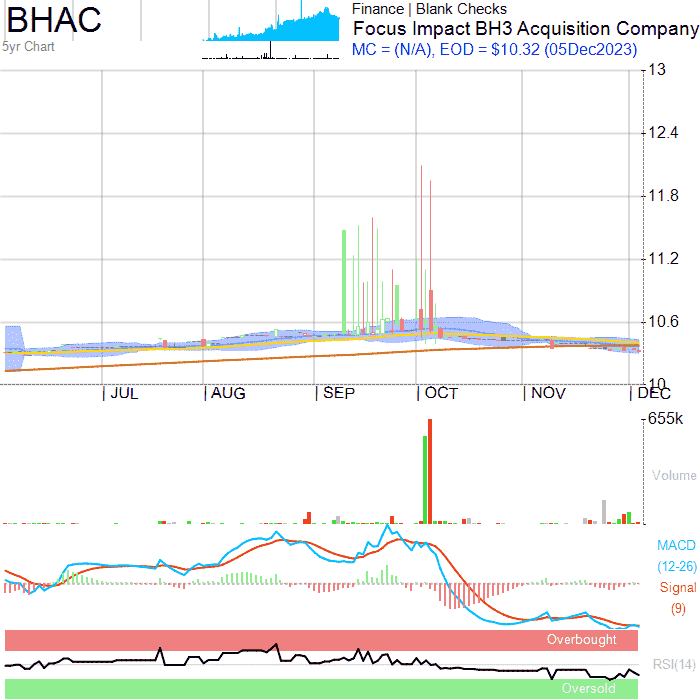 BHAC
5yr Chart
Finance | Blank Checks
Focus Impact BH3 Acquisition Company
MC = (N/A), EOD = $10.32 (05Dec2023)
13
12.4
11.8
11.2
10.6
10
JUL AUG SEP OCT NOV DEC
655k
Volume
MACD
(12-26)
Signal
(9)
Overbought
RSI(14)
Oversold